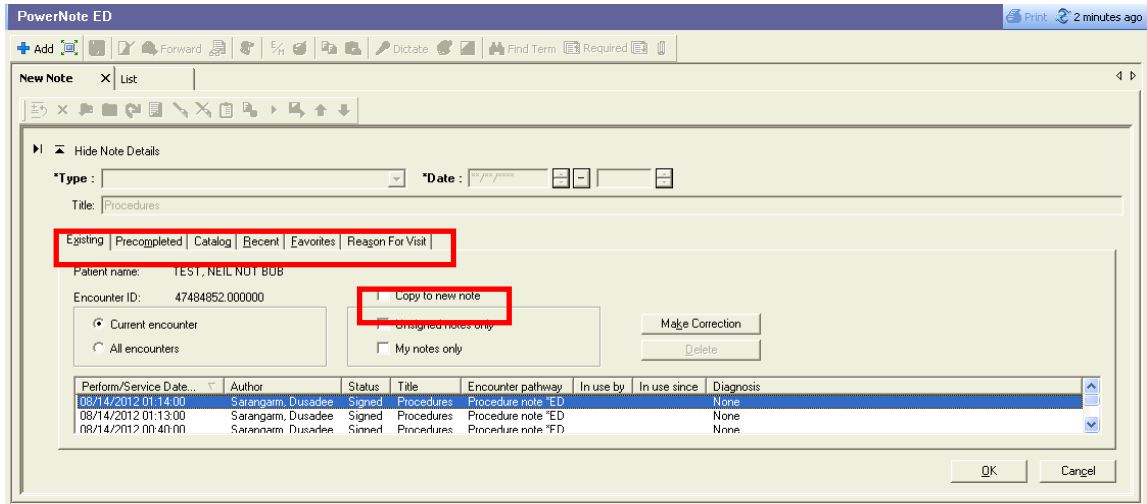 PowerNote ED Print 2 minutes ago
Add Forward E/M Dictate Find Term Required
New Note List
Hide Note Details
*Type : *Date : **/**/****
Title: Procedures
Existing Precompleted Catalog Recent Favorites Reason For Visit
Patient name: TEST, NEIL NOT BOB
Encounter ID: 47484852.000000 Copy to new note
Current encounter Unsigned notes only Make Correction
All encounters My notes only Delete
Perform/Service Date... Author Status Title Encounter pathway In use by In use since Diagnosis
08/14/2012 01:14:00 Sarangarm, Dusadee Signed Procedures Procedure note "ED None
08/14/2012 01:13:00 Sarangarm, Dusadee Signed Procedures Procedure note "ED None
08/14/2012 00:40:00 Sarangarm, Dusadee Signed Procedures Procedure note "ED None
OK Cancel